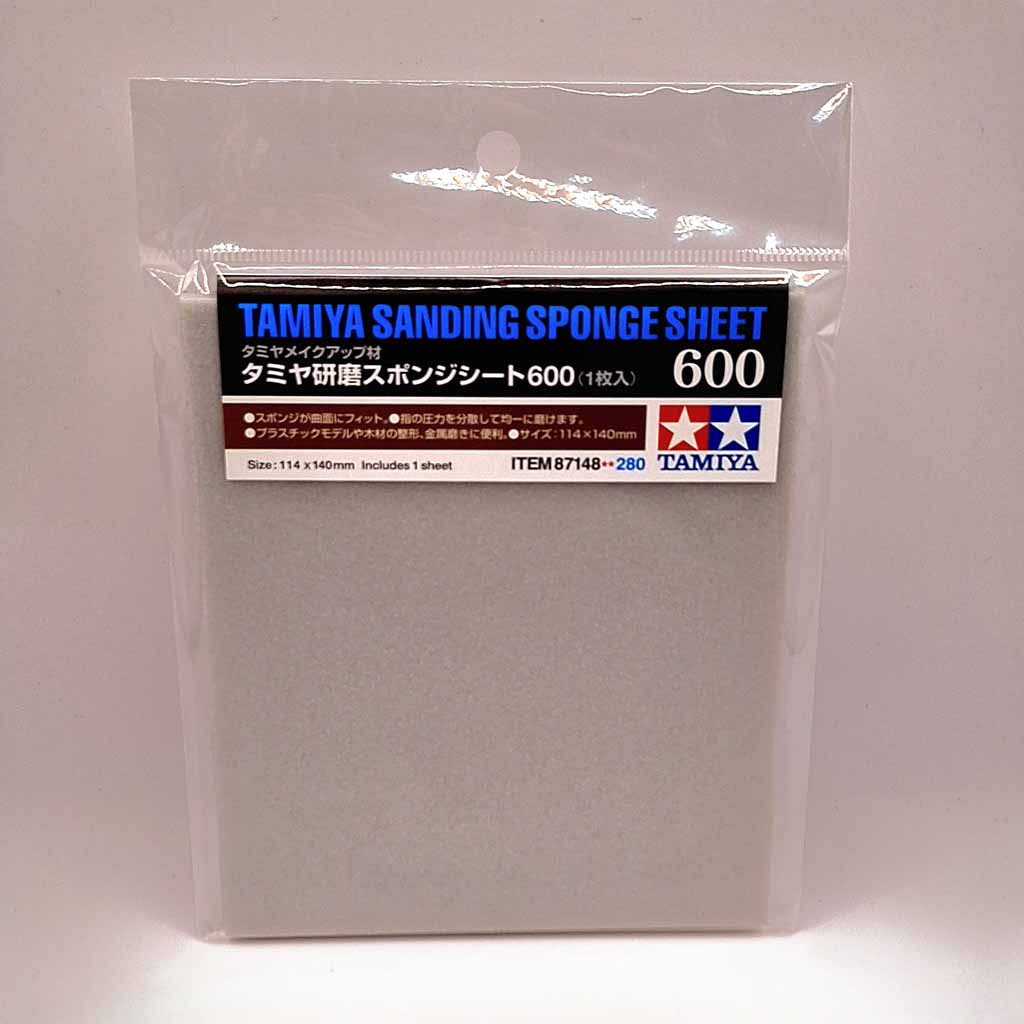 TAMIYA SANDING SPONGE SHEET
タミヤメイクアップ材
タミヤ研磨スポンジシート600(1枚入)
600
●スポンジが曲面にフィット。●指の圧力を分散して均一に磨けます。
●プラスチックモデルや木材の整形、金属磨きに便利。●サイズ:114×140mm
Size:114 x 140mm Includes 1 sheet
ITEM 87148**280
TAMIYA